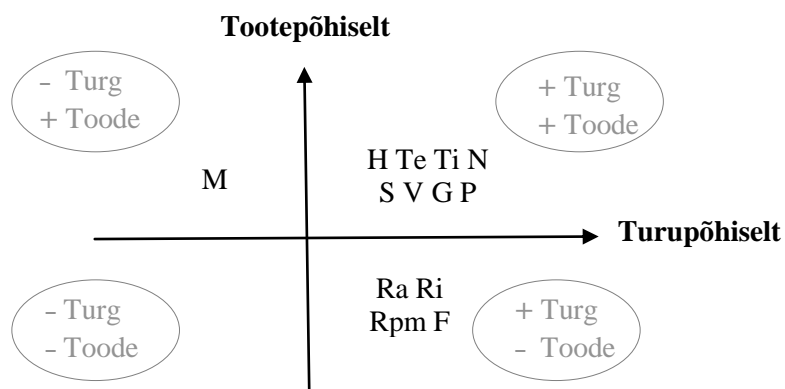 Tootepõhiselt
– Turg
+ Toode
+ Turg
+ Toode
M
H Te Ti N
S V G P
Turupõhiselt
– Turg
– Toode
Ra Ri
Rpm F
+ Turg
– Toode